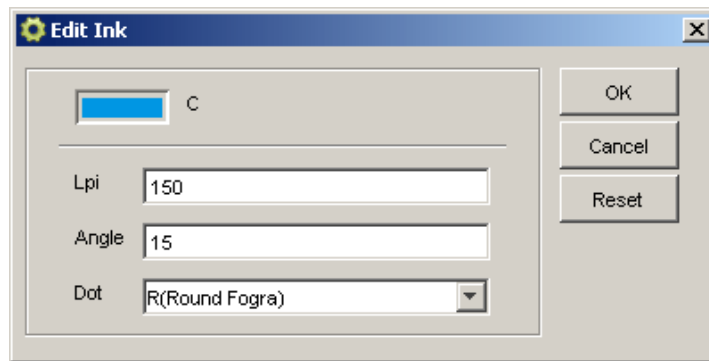 Edit Ink
C
OK
Cancel
Lpi 150
Reset
Angle 15
Dot R(Round Fogra)